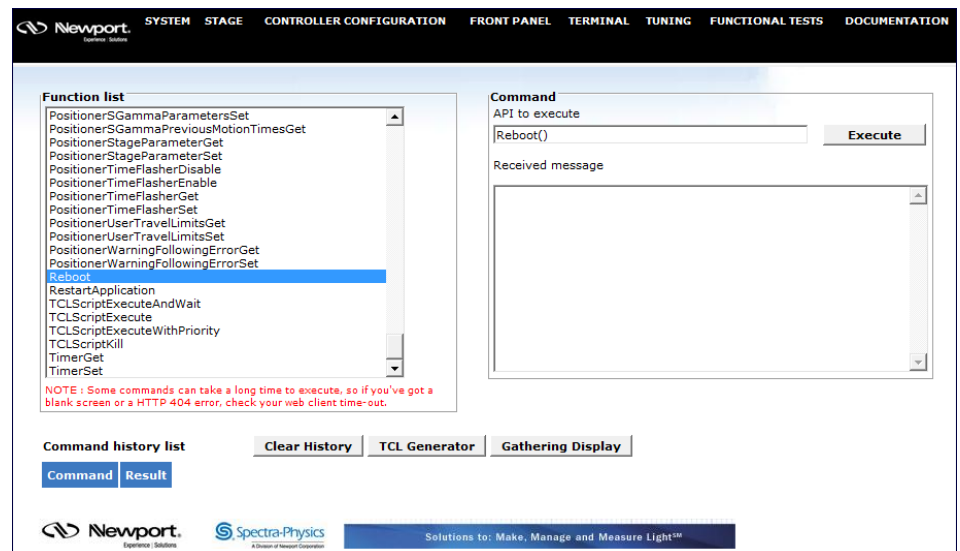 Newport.
Experience | Solutions
SYSTEM STAGE CONTROLLER CONFIGURATION FRONT PANEL TERMINAL TUNING FUNCTIONAL TESTS DOCUMENTATION
Function list
PositionerSGammaParametersSet
PositionerSGammaPreviousMotionTimesGet
PositionerStageParameterGet
PositionerStageParameterSet
PositionerTimeFlasherDisable
PositionerTimeFlasherEnable
PositionerTimeFlasherGet
PositionerTimeFlasherSet
PositionerUserTravelLimitsGet
PositionerUserTravelLimitsSet
PositionerWarningFollowingErrorGet
PositionerWarningFollowingErrorSet
Reboot
RestartApplication
TCLScriptExecuteAndWait
TCLScriptExecute
TCLScriptExecuteWithPriority
TCLScriptKill
TimerGet
TimerSet
NOTE : Some commands can take a long time to execute, so if you've got a
blank screen or a HTTP 404 error, check your web client time-out.
Command
API to execute
Reboot()
Execute
Received message
Command history list
Clear History
TCL Generator
Gathering Display
Command Result
Newport.
Experience | Solutions
Spectra-Physics
A Division of Newport Corporation
Solutions to: Make, Manage and Measure Light℠